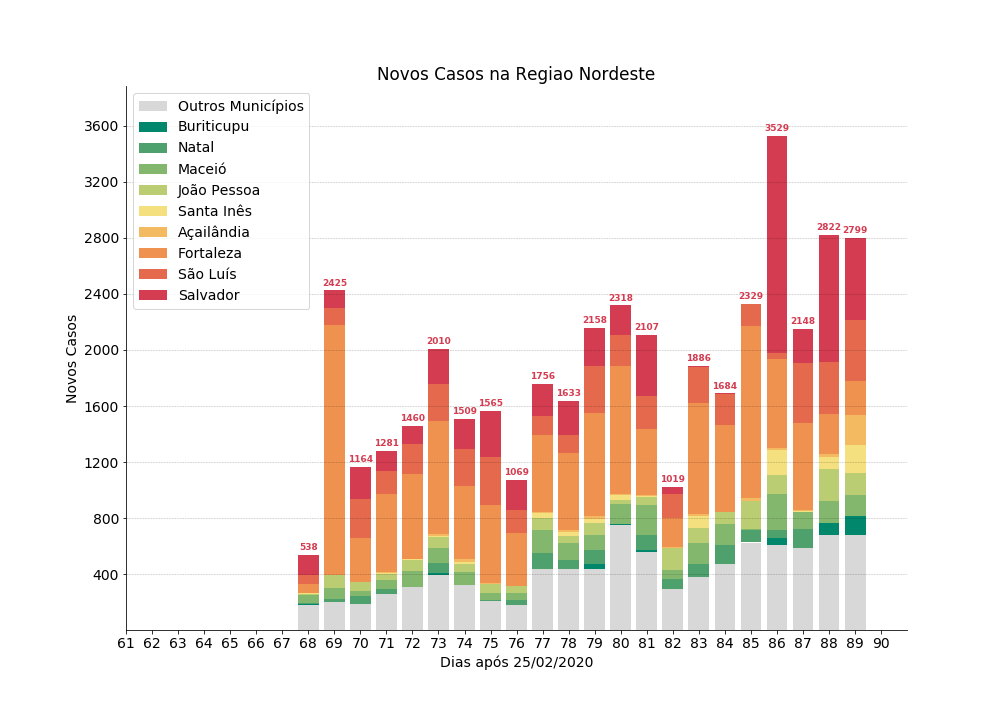 Novos Casos na Regiao Nordeste
Outros Municípios
Buriticupu
Natal
Maceió
João Pessoa
Santa Inês
Açailândia
Fortaleza
São Luís
Salvador
Novos Casos
3600
3200
2800
2400
2000
1600
1200
800
400
538
2425
1164
1281
1460
2010
1509
1565
1069
1756
1633
2158
2318
2107
1019
1886
1684
2329
3529
2148
2822
2799
61 62 63 64 65 66 67 68 69 70 71 72 73 74 75 76 77 78 79 80 81 82 83 84 85 86 87 88 89 90
Dias após 25/02/2020